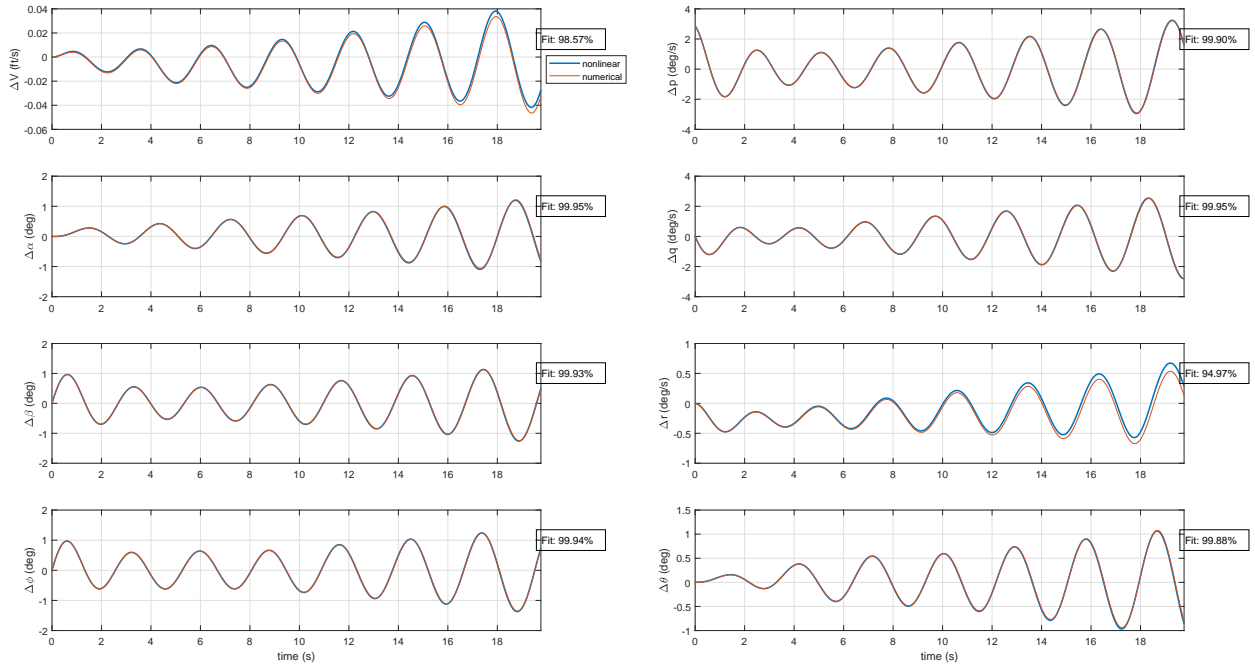 0.04
0.02
0
-0.02
-0.04
-0.06
ΔV (ft/s)
0 2 4 6 8 10 12 14 16 18
Fit: 98.57%
nonlinear
numerical
4
2
0
-2
-4
Δp (deg/s)
0 2 4 6 8 10 12 14 16 18
Fit: 99.90%
2
1
0
-1
-2
Δα (deg)
0 2 4 6 8 10 12 14 16 18
Fit: 99.95%
4
2
0
-2
-4
Δq (deg/s)
0 2 4 6 8 10 12 14 16 18
Fit: 99.95%
2
1
0
-1
-2
Δβ (deg)
0 2 4 6 8 10 12 14 16 18
Fit: 99.93%
1
0.5
0
-0.5
-1
Δr (deg/s)
0 2 4 6 8 10 12 14 16 18
Fit: 94.97%
2
1
0
-1
-2
Δϕ (deg)
0 2 4 6 8 10 12 14 16 18
time (s)
Fit: 99.94%
1.5
1
0.5
0
-0.5
-1
Δθ (deg)
0 2 4 6 8 10 12 14 16 18
time (s)
Fit: 99.88%